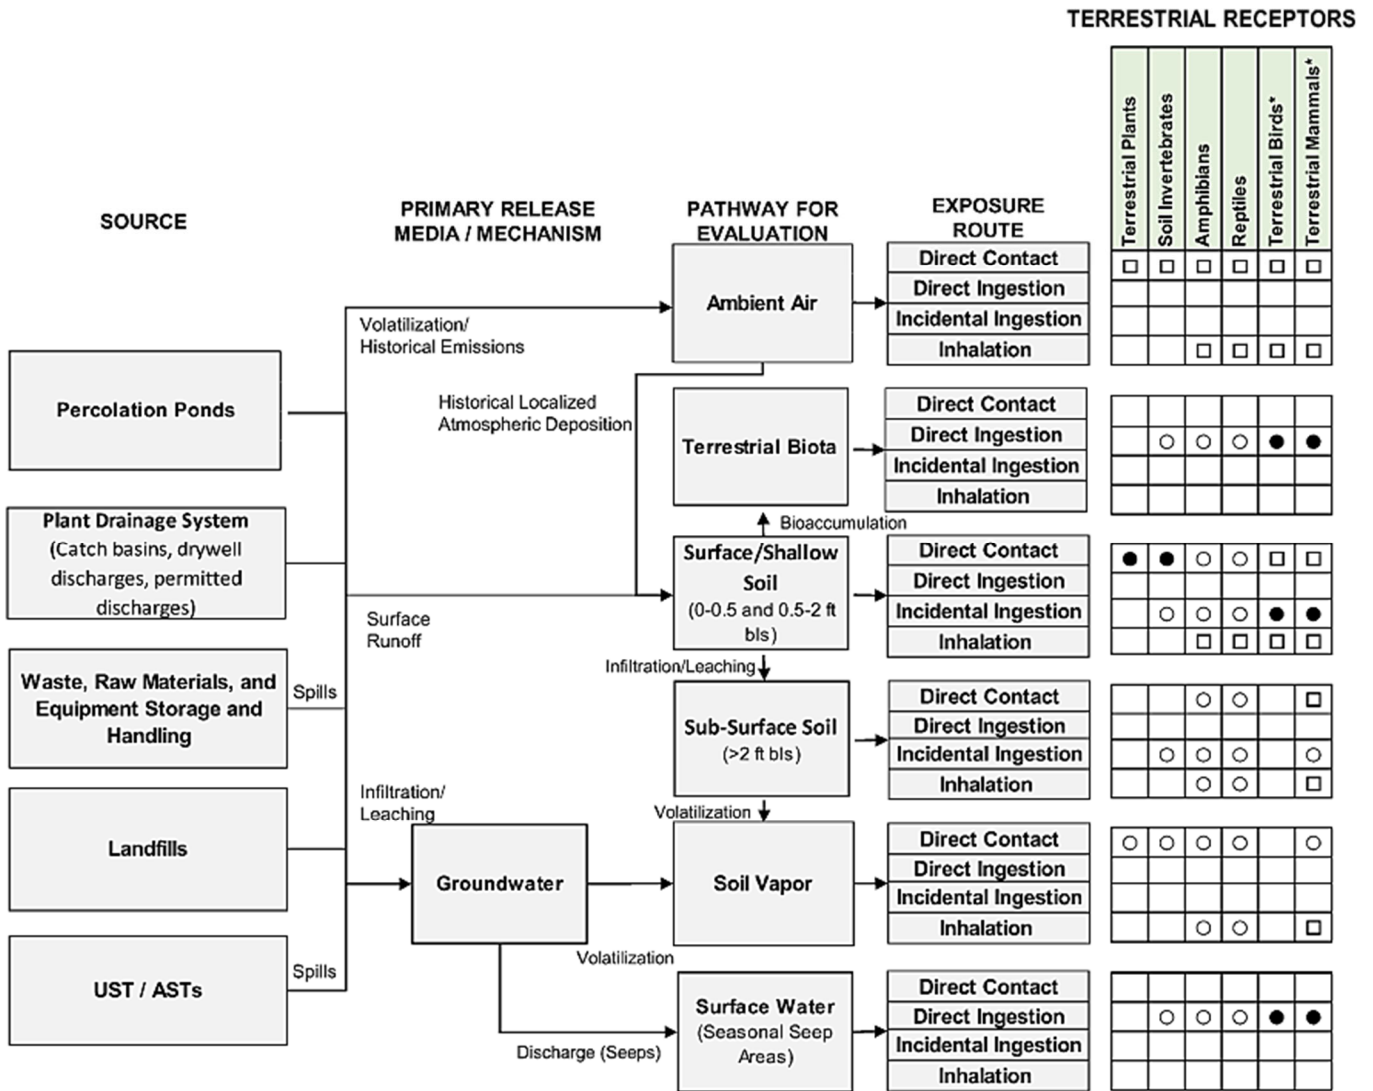 TERRESTRIAL RECEPTORS
Terrestrial Plants
Soil Invertebrates
Amphibians
Reptiles
Terrestrial Birds*
Terrestrial Mammals*
SOURCE
PRIMARY RELEASE
MEDIA / MECHANISM
PATHWAY FOR
EVALUATION
EXPOSURE
ROUTE
Percolation Ponds
Plant Drainage System
(Catch basins, drywell
discharges, permitted
discharges)
Waste, Raw Materials, and
Equipment Storage and
Handling
Spills
Landfills
UST / ASTs
Spills
Volatilization/
Historical Emissions
Historical Localized
Atmospheric Deposition
Surface
Runoff
Infiltration/
Leaching
Groundwater
Volatilization
Discharge (Seeps)
Ambient Air
Direct Contact
Direct Ingestion
Incidental Ingestion
Inhalation
Terrestrial Biota
Direct Contact
Direct Ingestion
Incidental Ingestion
Inhalation
Bioaccumulation
Surface/Shallow
Soil
(0-0.5 and 0.5-2 ft
bls)
Direct Contact
Direct Ingestion
Incidental Ingestion
Inhalation
Infiltration/Leaching
Sub-Surface Soil
(>2 ft bls)
Direct Contact
Direct Ingestion
Incidental Ingestion
Inhalation
Volatilization
Soil Vapor
Direct Contact
Direct Ingestion
Incidental Ingestion
Inhalation
Surface Water
(Seasonal Seep
Areas)
Direct Contact
Direct Ingestion
Incidental Ingestion
Inhalation